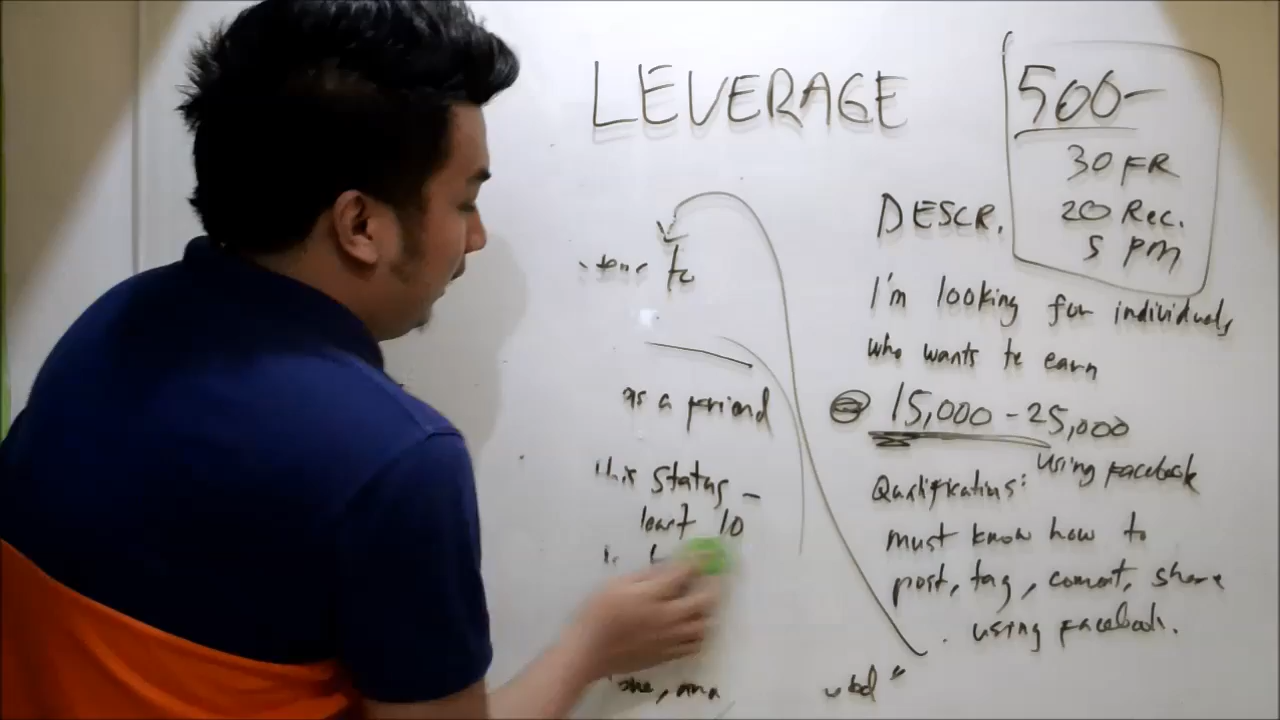 LEVERAGE
500-
30 FR
20 Rec.
5 PM
to
as a friend
this status -
least 10
DESCR.
I'm looking for individuals
who wants to earn
15,000 - 25,000
using facebook
Qualifications:
must know how to
post, tag, coment, share
using facebook.